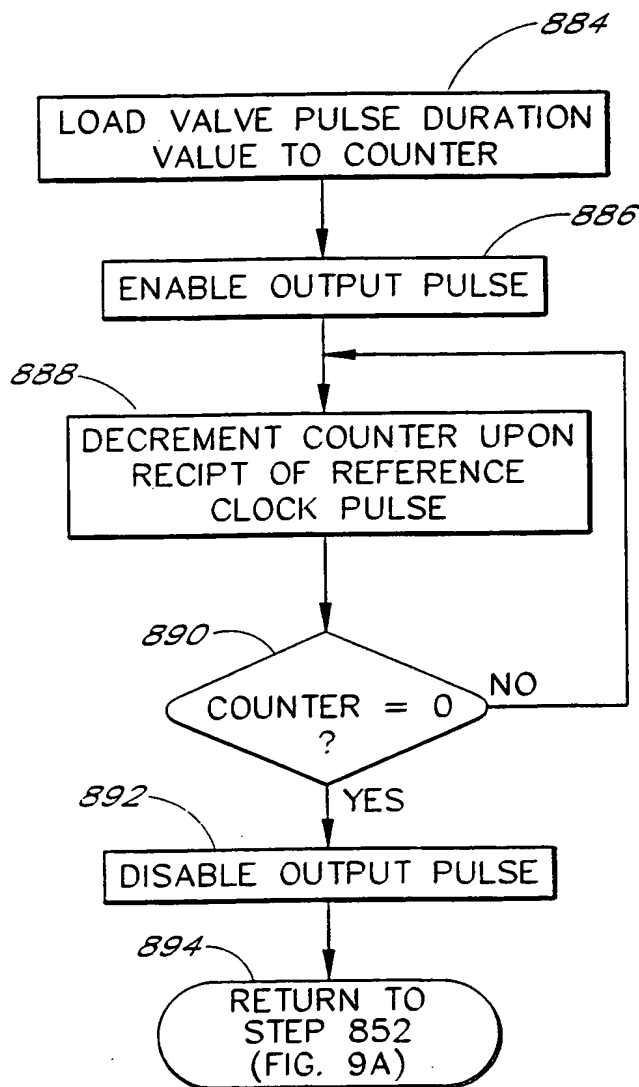 884
LOAD VALVE PULSE DURATION
VALUE TO COUNTER
886
ENABLE OUTPUT PULSE
888
DECREMENT COUNTER UPON
RECIPT OF REFERENCE
CLOCK PULSE
890
COUNTER = 0
?
NO
YES
892
DISABLE OUTPUT PULSE
894
RETURN TO
STEP 852
(FIG. 9A)